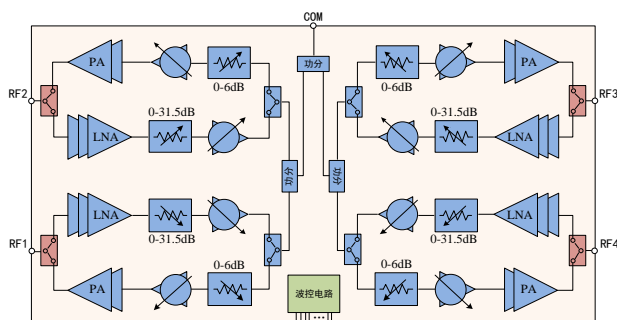 COM
PA
0-6dB
功分
0-6dB
PA
RF2
RF3
0-31.5dB
0-31.5dB
LNA
LNA
功分
功分
LNA
0-31.5dB
0-31.5dB
LNA
RF1
RF4
0-6dB
0-6dB
PA
波控电路
PA
...